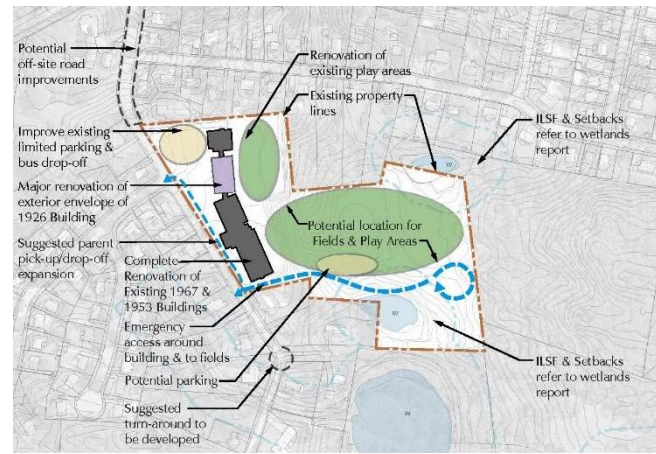 Potential
off-site road
improvements
Renovation of
existing play areas
Existing property
lines
ILSF & Setbacks
refer to wetlands
report
Improve existing
limited parking &
bus drop-off
W
Major renovation of
exterior envelope of
1926 Building
Potential location for
Fields & Play Areas
Suggested parent
pick-up/drop-off
expansion
Complete
Renovation of
Existing 1967 &
1953 Buildings
W
Emergency
access around
building & to fields
ILSF & Setbacks
refer to wetlands
report
Potential parking
Suggested
turn-around to
be developed
W